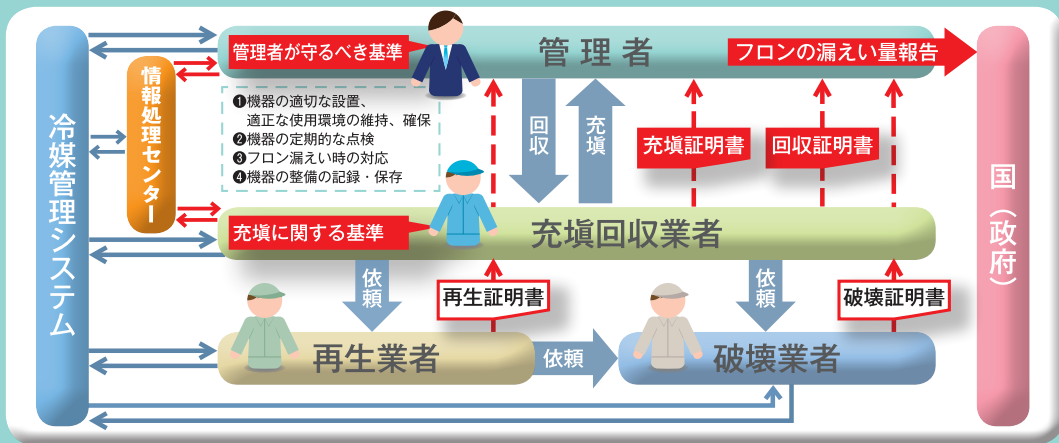 冷媒管理システム
情報処理センター
管理者が守るべき基準
管理者
フロンの漏えい量報告
国（政府）
❶機器の適切な設置、
適正な使用環境の維持、確保
❷機器の定期的な点検
❸フロン漏えい時の対応
❹機器の整備の記録・保存
回収
充塡
充塡証明書
回収証明書
充塡に関する基準
充塡回収業者
依頼
再生証明書
依頼
破壊証明書
再生業者
依頼
破壊業者